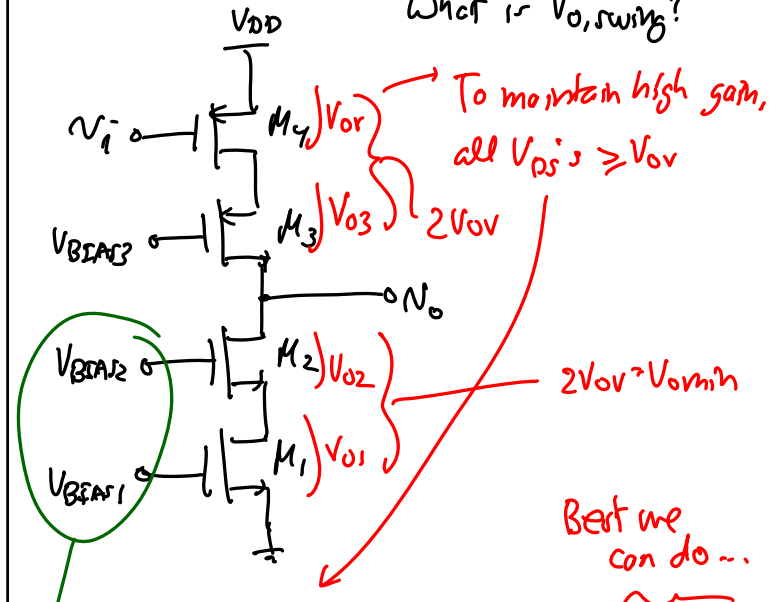 What is Vo,swing?
VDD
To maintain high gain,
all VDS's ≥ Vov
Vi
M4
Vov
VBIAS3
M3
Vo3
2Vov
Vo
VBIAS2
M2
Vo2
2Vov = Vomin
VBIAS1
M1
Vo1
Best we
can do...